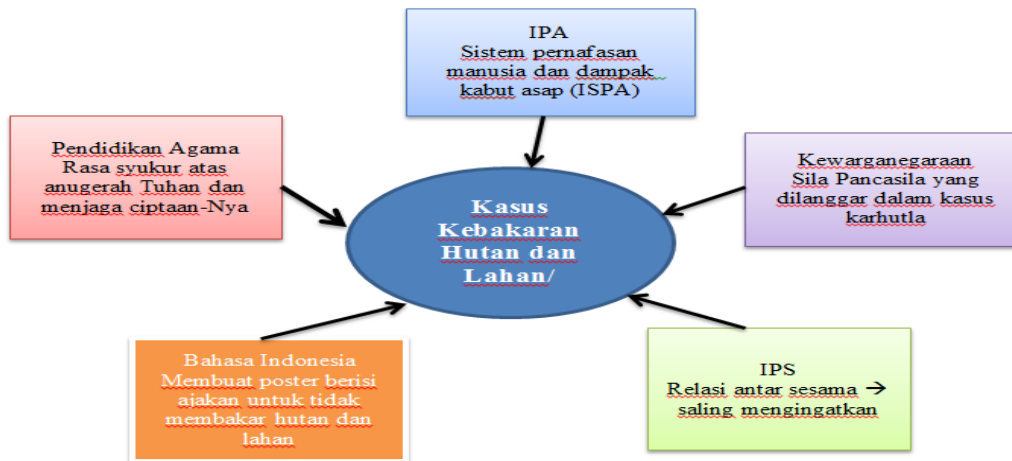 IPA
Sistem pernafasan
manusia dan dampak
kabut asap (ISPA)
Pendidikan Agama
Rasa syukur atas
anugerah Tuhan dan
menjaga ciptaan-Nya
Kewarganegaraan
Sila Pancasila yang
dilanggar dalam kasus
karhutla
Kasus
Kebakaran
Hutan dan
Lahan/
Bahasa Indonesia
Membuat poster berisi
ajakan untuk tidak
membakar hutan dan
lahan
IPS
Relasi antar sesama →
saling mengingatkan